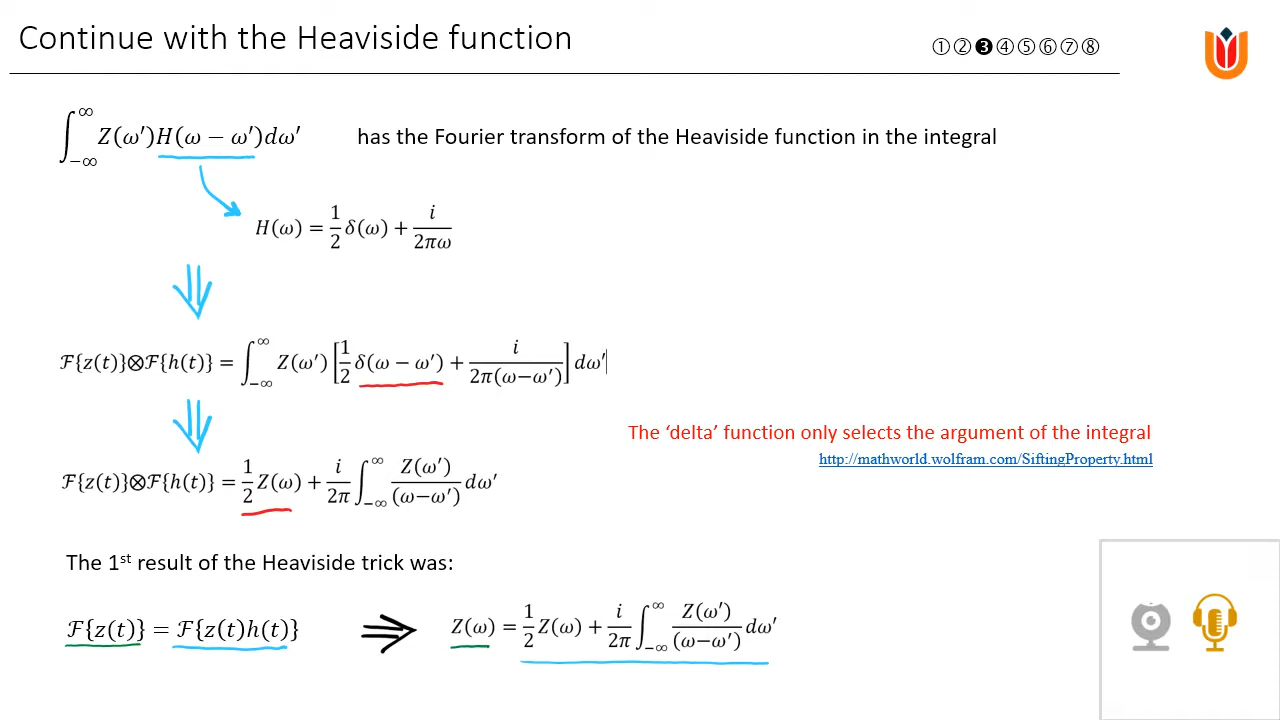 Continue with the Heaviside function
①②❸④⑤⑥⑦⑧
∫_{−∞}^{∞} Z(ω′)H(ω − ω′)dω′ has the Fourier transform of the Heaviside function in the integral
H(ω) = 1/2 δ(ω) + i/2πω
ℱ{z(t)}⊗ℱ{h(t)} = ∫_{−∞}^{∞} Z(ω′) [1/2 δ(ω − ω′) + i/2π(ω−ω′)] dω′
The ‘delta’ function only selects the argument of the integral
http://mathworld.wolfram.com/SiftingProperty.html
ℱ{z(t)}⊗ℱ{h(t)} = 1/2 Z(ω) + i/2π ∫_{−∞}^{∞} Z(ω′)/(ω−ω′) dω′
The 1st result of the Heaviside trick was:
ℱ{z(t)} = ℱ{z(t)h(t)} ⇒ Z(ω) = 1/2 Z(ω) + i/2π ∫_{−∞}^{∞} Z(ω′)/(ω−ω′) dω′